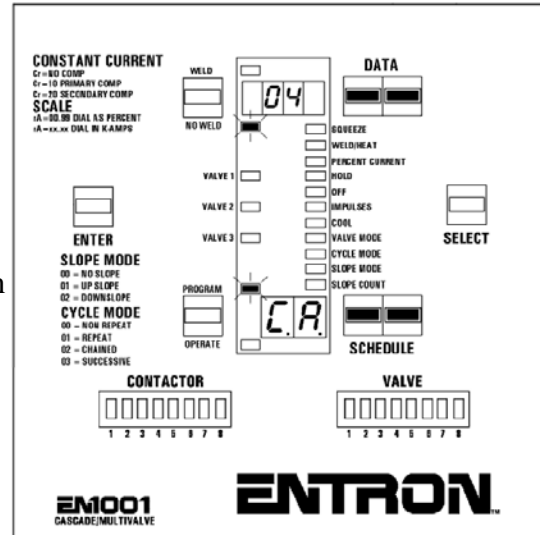 CONSTANT CURRENT
Cr=NO COMP
Cr=10 PRIMARY COMP
Cr=20 SECONDARY COMP
SCALE
rA=00.99 DIAL AS PERCENT
rA=xx.xx DIAL IN K-AMPS
WELD
NO WELD
04
DATA
SQUEEZE
WELD/HEAT
PERCENT CURRENT
HOLD
OFF
IMPULSES
COOL
VALVE MODE
CYCLE MODE
SLOPE MODE
SLOPE COUNT
VALVE 1
VALVE 2
VALVE 3
ENTER
SELECT
SLOPE MODE
00 = NO SLOPE
01 = UP SLOPE
02 = DOWNSLOPE
CYCLE MODE
00 = NON REPEAT
01 = REPEAT
02 = CHAINED
03 = SUCCESSIVE
PROGRAM
OPERATE
C.A.
SCHEDULE
CONTACTOR
1 2 3 4 5 6 7 8
VALVE
1 2 3 4 5 6 7 8
EM1001
CASCADE/MULTIVALVE
ENTRON